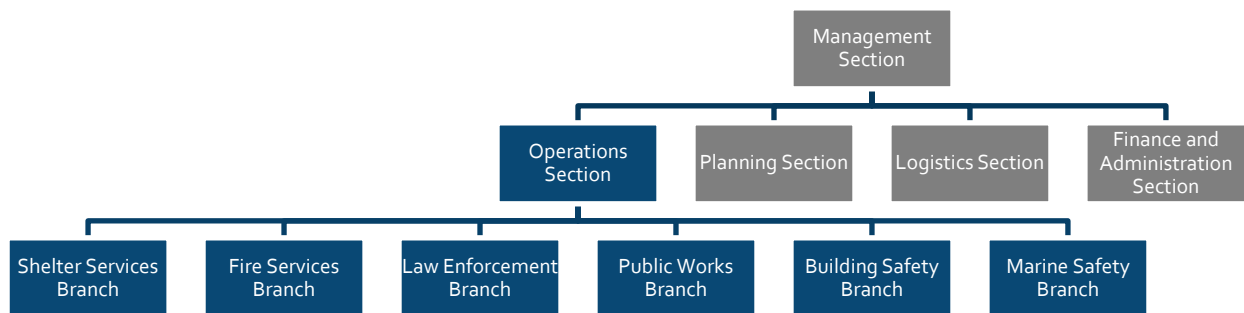 Management
Section
Operations
Section
Planning Section
Logistics Section
Finance and
Administration
Section
Shelter Services
Branch
Fire Services
Branch
Law Enforcement
Branch
Public Works
Branch
Building Safety
Branch
Marine Safety
Branch